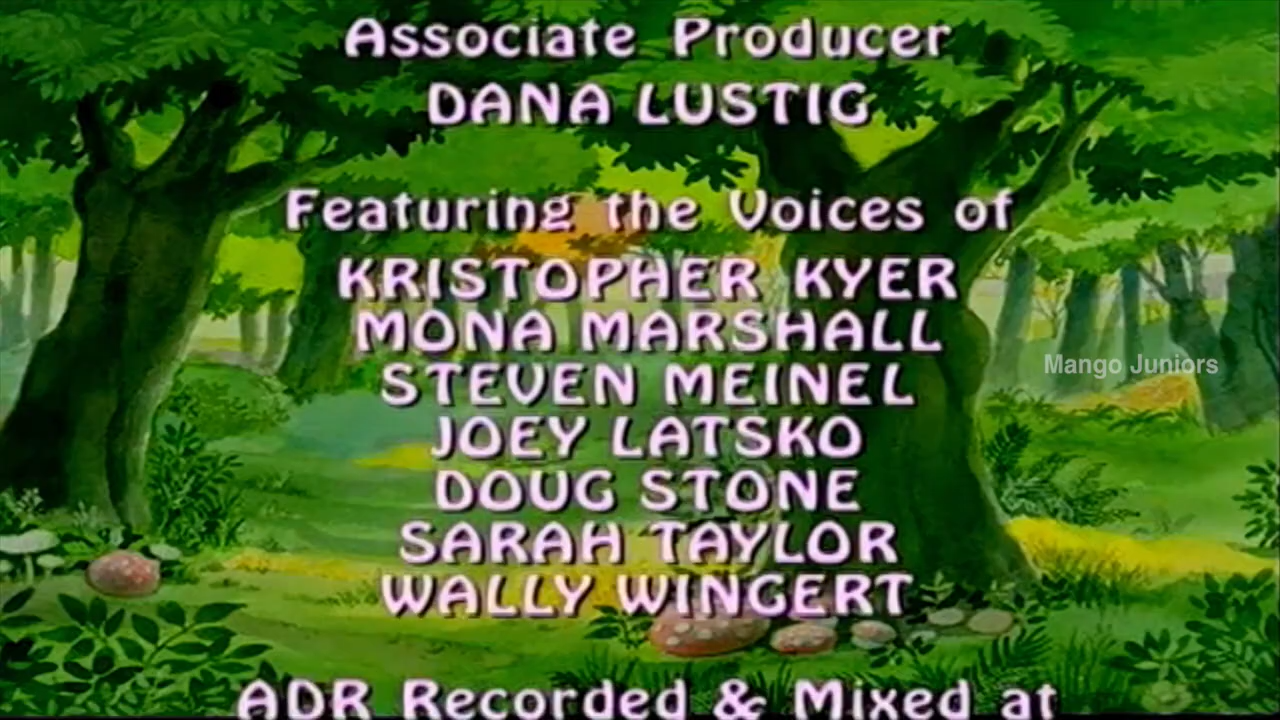 Associate Producer
DANA LUSTIG
Featuring the Voices of
KRISTOPHER KYER
MONA MARSHALL
STEVEN MEINEL
JOEY LATSKO
DOUG STONE
SARAH TAYLOR
WALLY WINGERT
ADR Recorded & Mixed at
Mango Juniors